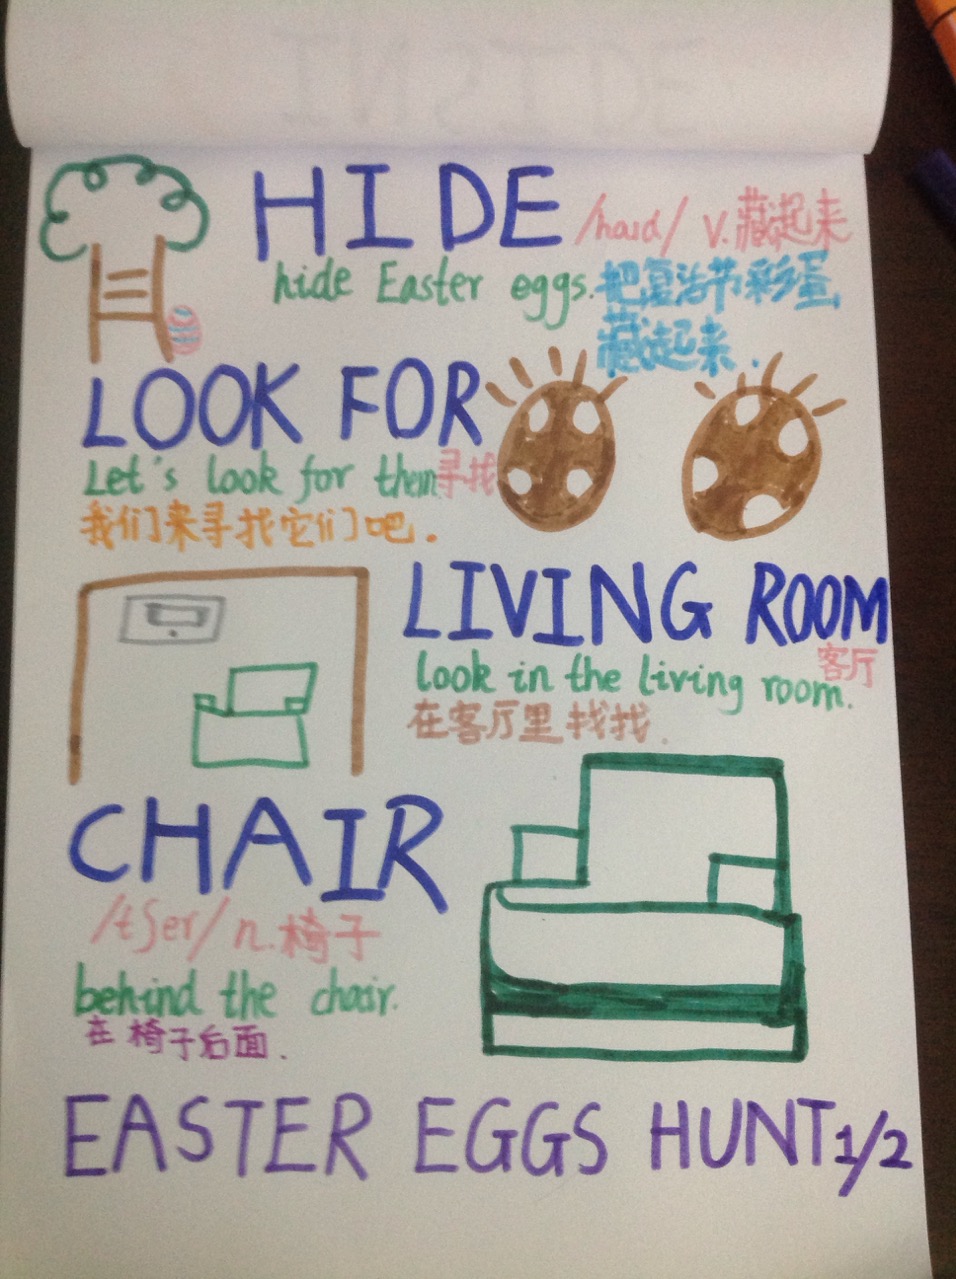 HIDE /haɪd/ v. 藏起来
hide Easter eggs. 把复活节彩蛋
藏起来.
LOOK FOR
Let's look for them 寻找
我们来寻找它们吧.
LIVING ROOM
客厅
look in the living room.
在客厅里找找.
CHAIR
/tʃer/ n. 椅子
behind the chair.
在椅子后面.
EASTER EGGS HUNT 1/2